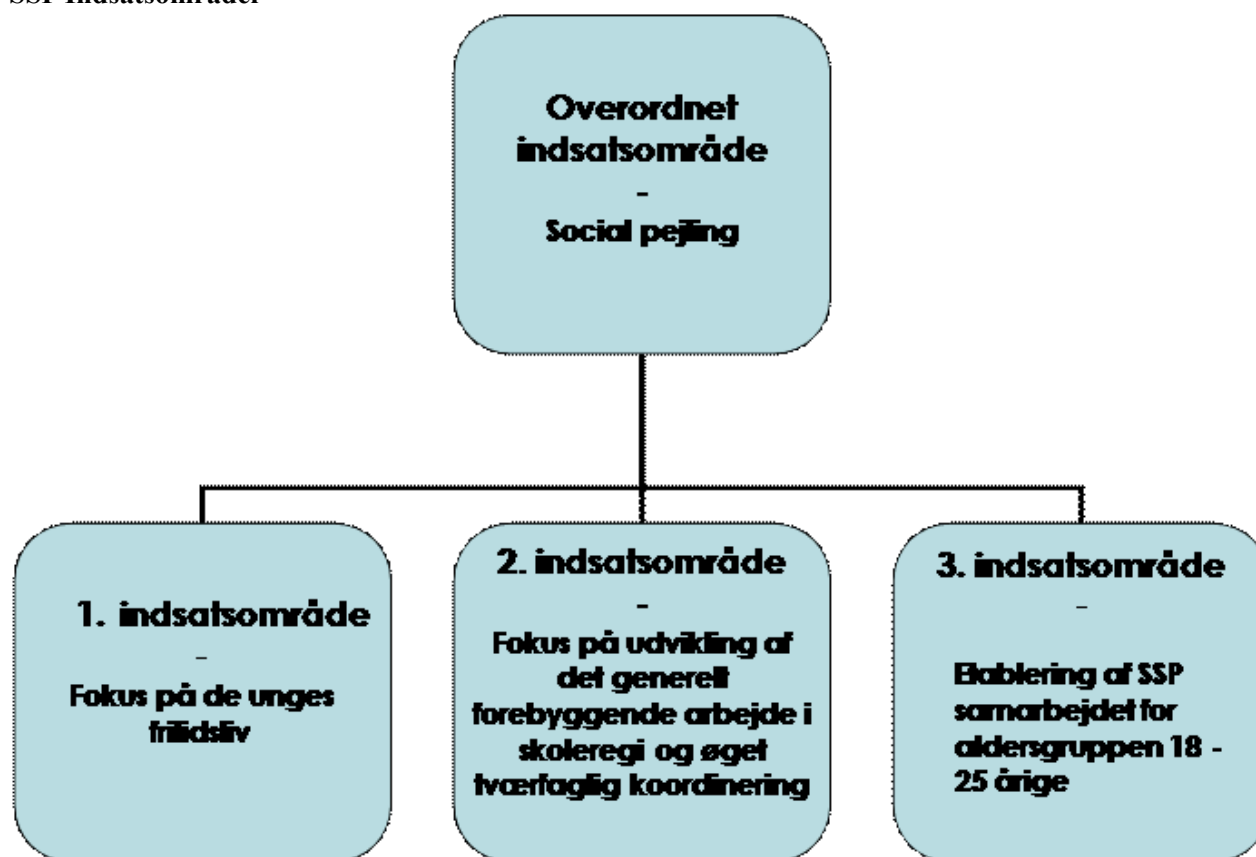 SSP Indsatsområder
Overordnet
indsatsområde
-
Social pejling
1. indsatsområde
-
Fokus på de unges
fritidsliv
2. indsatsområde
-
Fokus på udvikling af
det generelt
forebyggende arbejde i
skoleregi og øget
tværfaglig koordinering
3. indsatsområde
-
Etablering af SSP
samarbejdet for
aldersgruppen 18 -
25 årige